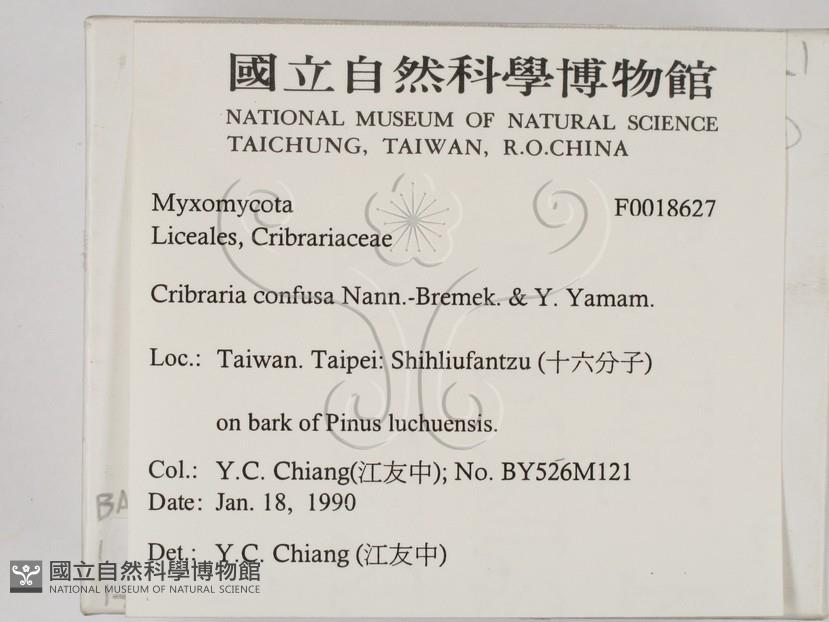 國立自然科學博物館
NATIONAL MUSEUM OF NATURAL SCIENCE
TAICHUNG, TAIWAN, R.O.CHINA
Myxomycota F0018627
Liceales, Cribrariaceae
Cribraria confusa Nann.-Bremek. & Y. Yamam.
Loc.: Taiwan. Taipei: Shihliufantzu (十六分子)
on bark of Pinus luchuensis.
Col.: Y.C. Chiang(江友中); No. BY526M121
Date: Jan. 18, 1990
BA
Det.: Y.C. Chiang (江友中)
國立自然科學博物館
NATIONAL MUSEUM OF NATURAL SCIENCE